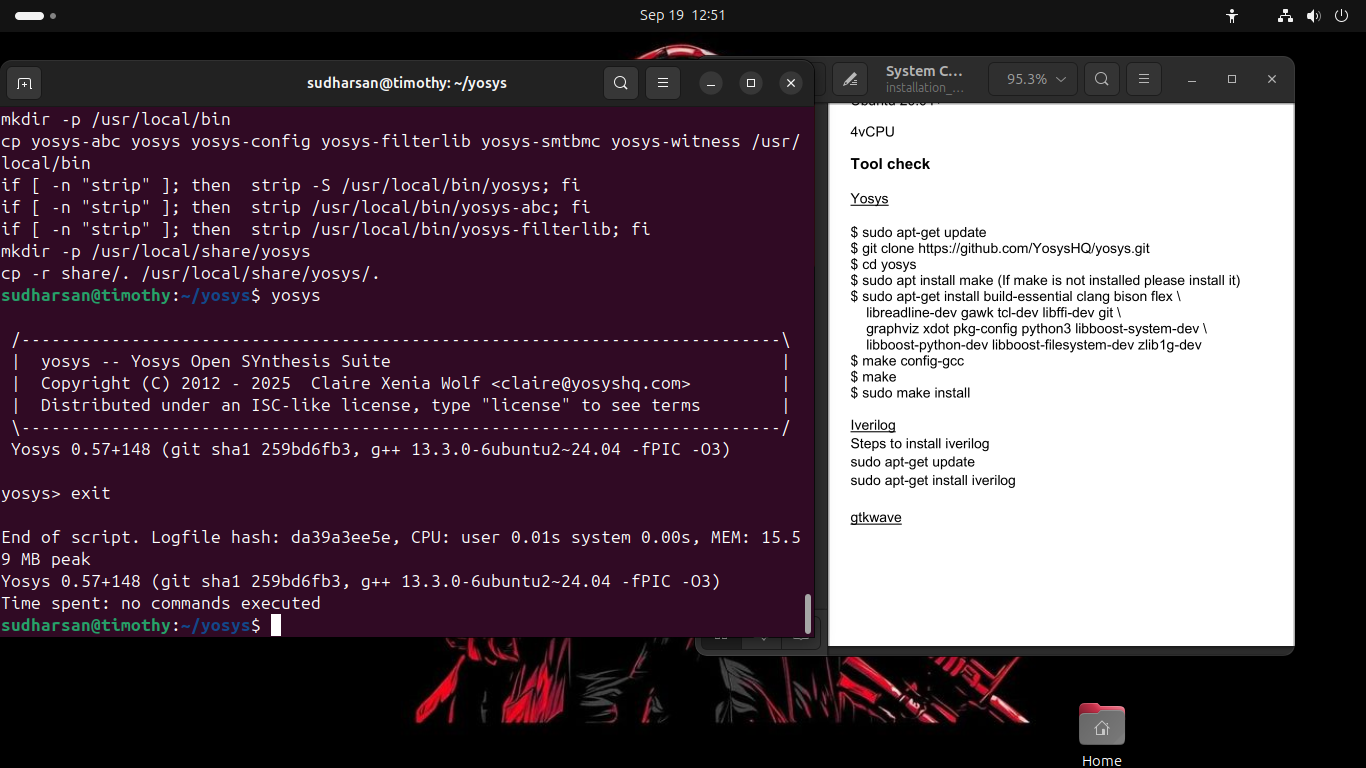 Sep 19 12:51
sudharsan@timothy: ~/yosys
mkdir -p /usr/local/bin
cp yosys-abc yosys yosys-config yosys-filterlib yosys-smtbmc yosys-witness /usr/
local/bin
if [ -n "strip" ]; then  strip -S /usr/local/bin/yosys; fi
if [ -n "strip" ]; then  strip /usr/local/bin/yosys-abc; fi
if [ -n "strip" ]; then  strip /usr/local/bin/yosys-filterlib; fi
mkdir -p /usr/local/share/yosys
cp -r share/. /usr/local/share/yosys/.
sudharsan@timothy:~/yosys$ yosys
/----------------------------------------------------------------------------\
|  yosys -- Yosys Open SYnthesis Suite                                       |
|  Copyright (C) 2012 - 2025  Claire Xenia Wolf <claire@yosyshq.com>         |
|  Distributed under an ISC-like license, type "license" to see terms        |
\----------------------------------------------------------------------------/
Yosys 0.57+148 (git sha1 259bd6fb3, g++ 13.3.0-6ubuntu2~24.04 -fPIC -O3)
yosys> exit
End of script. Logfile hash: da39a3ee5e, CPU: user 0.01s system 0.00s, MEM: 15.5
9 MB peak
Yosys 0.57+148 (git sha1 259bd6fb3, g++ 13.3.0-6ubuntu2~24.04 -fPIC -O3)
Time spent: no commands executed
sudharsan@timothy:~/yosys$
System C...
installation_...
95.3%
4vCPU
Tool check
Yosys
$ sudo apt-get update
$ git clone https://github.com/YosysHQ/yosys.git
$ cd yosys
$ sudo apt install make (If make is not installed please install it)
$ sudo apt-get install build-essential clang bison flex \
libreadline-dev gawk tcl-dev libffi-dev git \
graphviz xdot pkg-config python3 libboost-system-dev \
libboost-python-dev libboost-filesystem-dev zlib1g-dev
$ make config-gcc
$ make
$ sudo make install
Iverilog
Steps to install iverilog
sudo apt-get update
sudo apt-get install iverilog
gtkwave
Home